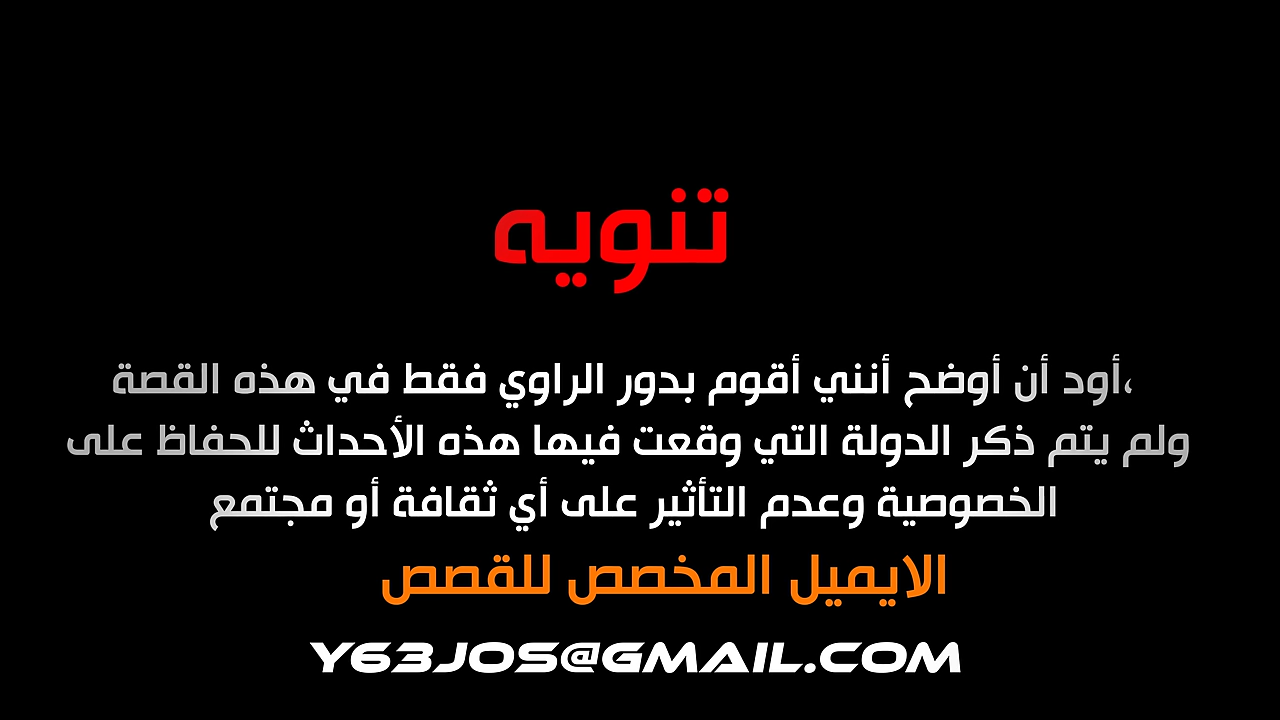 تنويه
،أود أن أوضح أنني أقوم بدور الراوي فقط في هذه القصة
ولم يتم ذكر الدولة التي وقعت فيها هذه الأحداث للحفاظ على
الخصوصية وعدم التأثير على أي ثقافة أو مجتمع
الايميل المخصص للقصص
Y63JOS@GMAIL.COM